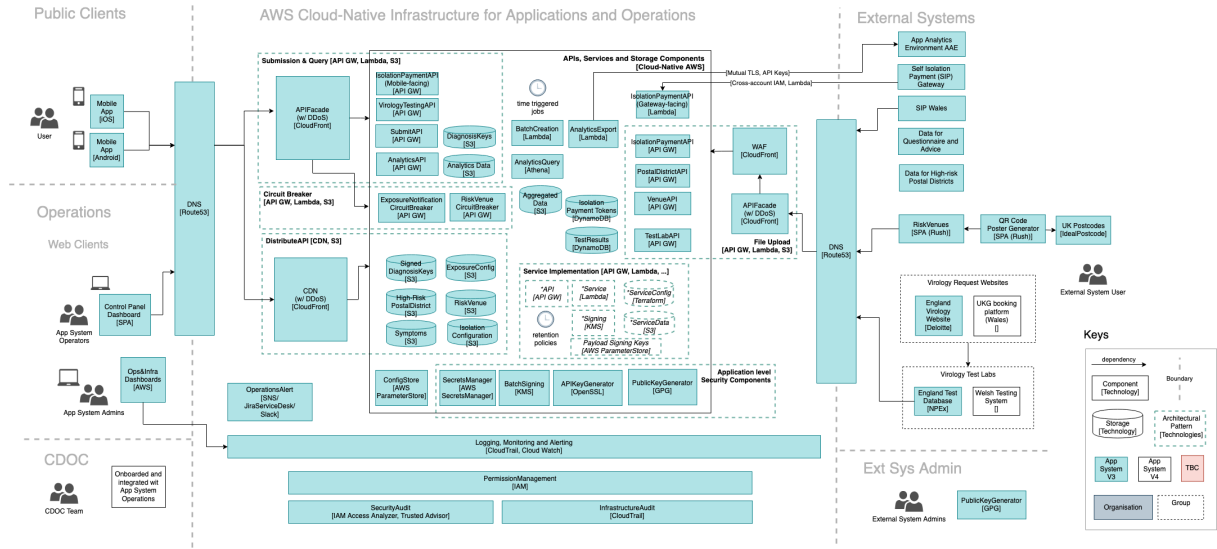 Public Clients
AWS Cloud-Native Infrastructure for Applications and Operations
External Systems
User
Mobile
App
[iOS]
Mobile
App
[Android]
Operations
Web Clients
App System
Operators
Control Panel
Dashboard
[SPA]
App System Admins
Ops&Infra
Dashboards
[AWS]
CDOC
CDOC Team
Onboarded and
integrated wit
App System
Operations
DNS
[Route53]
Submission & Query [API GW, Lambda, S3]
APIFacade
(w/ DDoS)
[CloudFront]
IsolationPaymentAPI
(Mobile-facing)
[API GW]
VirologyTestingAPI
[API GW]
SubmitAPI
[API GW]
DiagnosisKeys
[S3]
AnalyticsAPI
[API GW]
Analytics Data
[S3]
Circuit Breaker
[API GW, Lambda, S3]
ExposureNotification
CircuitBreaker
[API GW]
RiskVenue
CircuitBreaker
[API GW]
DistributeAPI [CDN, S3]
CDN
(w/ DDoS)
[CloudFront]
Signed
DiagnosisKeys
[S3]
ExposureConfig
[S3]
High-Risk
PostalDistrict
[S3]
RiskVenue
[S3]
Symptoms
[S3]
Isolation
Configuration
[S3]
APIs, Services and Storage Components
[Cloud-Native AWS]
time triggered
jobs
BatchCreation
[Lambda]
AnalyticsExport
[Lambda]
AnalyticsQuery
[Athena]
Aggregated
Data
[S3]
Isolation
Payment Tokens
[DynamoDB]
TestResults
[DynamoDB]
IsolationPaymentAPI
(Gateway-facing)
[Lambda]
IsolationPaymentAPI
[API GW]
PostalDistrictAPI
[API GW]
VenueAPI
[API GW]
TestLabAPI
[API GW]
WAF
[CloudFront]
APIFacade
(w/ DDoS)
[CloudFront]
File Upload
[API GW, Lambda, S3]
Service Implementation [API GW, Lambda, ...]
*API
[API GW]
*Service
[Lambda]
*ServiceConfig
[Terraform]
retention
policies
*Signing
[KMS]
*ServiceData
[S3]
Payload Signing Keys
[AWS ParameterStore]
Application level
Security Components
ConfigStore
[AWS
ParameterStore]
SecretsManager
[AWS
SecretsManager]
BatchSigning
[KMS]
APIKeyGenerator
[OpenSSL]
PublicKeyGenerator
[GPG]
OperationsAlert
[SNS/
JiraServiceDesk/
Slack]
Logging, Monitoring and Alerting
[CloudTrail, Cloud Watch]
PermissionManagement
[IAM]
SecurityAudit
[IAM Access Analyzer, Trusted Advisor]
InfrastructureAudit
[CloudTrail]
[Mutual TLS, API Keys]
[Cross-account IAM, Lambda]
DNS
[Route53]
App Analytics
Environment AAE
Self Isolation
Payment (SIP)
Gateway
SIP Wales
Data for
Questionnaire and
Advice
Data for High-risk
Postal Districts
RiskVenues
[SPA (Rush)]
QR Code
Poster Generator
[SPA (Rush)]
UK Postcodes
[IdealPostcode]
External System User
Virology Request Websites
England
Virology
Website
[Deloitte]
UKG booking
platform
(Wales)
[]
Virology Test Labs
England Test
Database
[NPEx]
Welsh Testing
System
[]
Ext Sys Admin
External System Admins
PublicKeyGenerator
[GPG]
Keys
dependency
Boundary
Component
[Technology]
Storage
[Technology]
Architectural
Pattern
[Technologies]
App
System
V3
App
System
V4
TBC
Organisation
Group